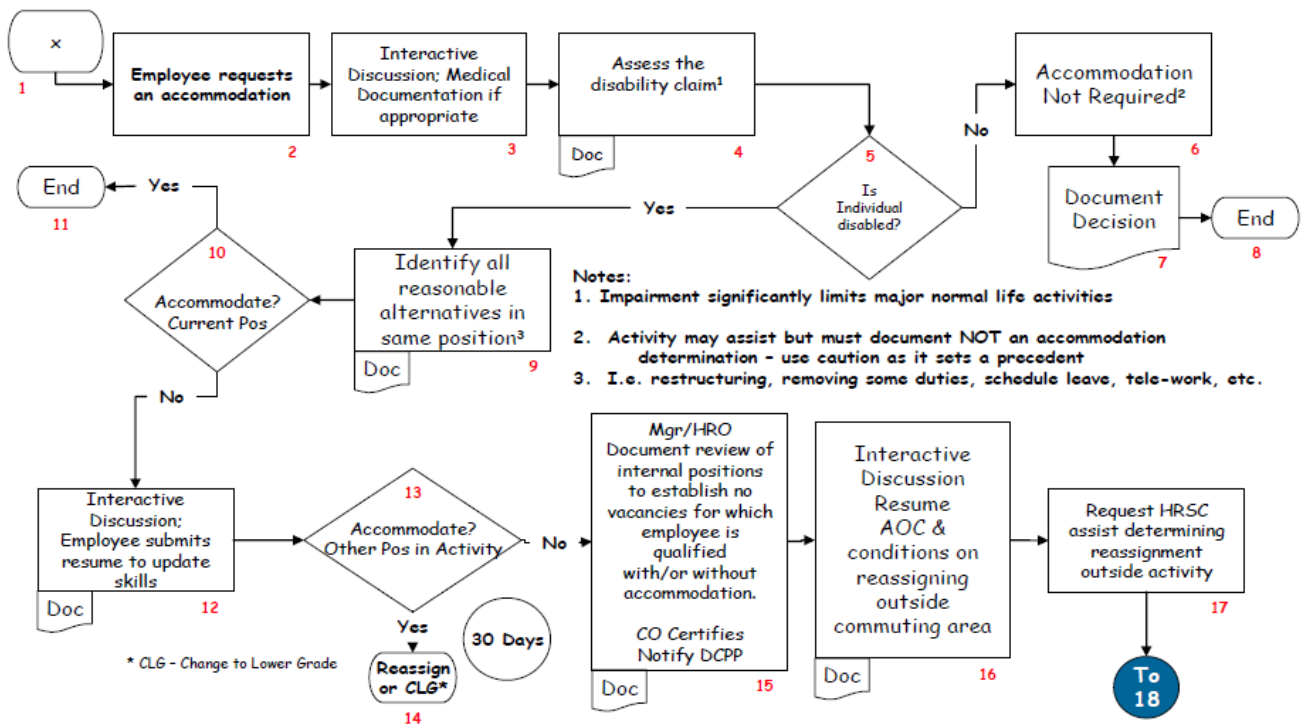 x
1
Employee requests
an accommodation
2
Interactive
Discussion; Medical
Documentation if
appropriate
3
Assess the
disability claim¹
Doc
4
5
Is
Individual
disabled?
No
Accommodation
Not Required²
6
Document
Decision
7
End
8
Yes
Identify all
reasonable
alternatives in
same position³
Doc
9
10
Accommodate?
Current Pos
Yes
End
11
No
Notes:
1. Impairment significantly limits major normal life activities
2. Activity may assist but must document NOT an accommodation
determination – use caution as it sets a precedent
3. I.e. restructuring, removing some duties, schedule leave, tele-work, etc.
Interactive
Discussion;
Employee submits
resume to update
skills
Doc
12
13
Accommodate?
Other Pos in Activity
No
Yes
Reassign
or CLG*
14
30 Days
* CLG – Change to Lower Grade
Mgr/HRO
Document review of
internal positions
to establish no
vacancies for which
employee is
qualified
with/or without
accommodation.
CO Certifies
Notify DCPP
Doc
15
Interactive
Discussion
Resume
AOC &
conditions on
reassigning
outside
commuting area
Doc
16
Request HRSC
assist determining
reassignment
outside activity
17
To
18